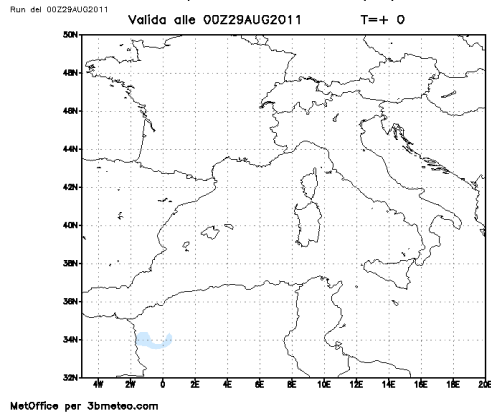 Run del 00Z29AUG2011
Valida alle 00Z29AUG2011 T=+ 0
50N
48N
46N
44N
42N
40N
38N
36N
34N
32N
4W 2W 0 2E 4E 6E 8E 10E 12E 14E 16E 18E 20E
MetOffice per 3bmeteo.com